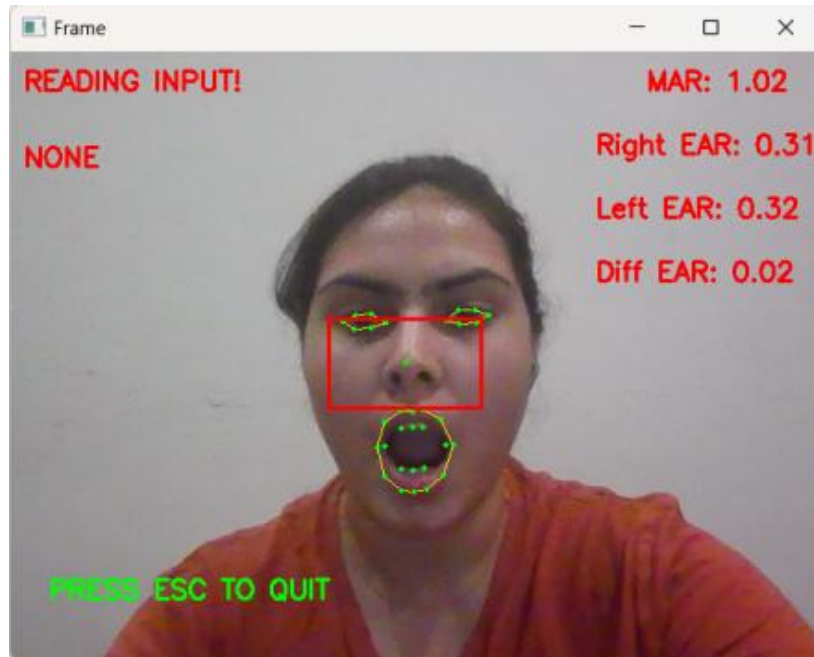 Frame
READING INPUT!
MAR: 1.02
NONE
Right EAR: 0.31
Left EAR: 0.32
Diff EAR: 0.02
PRESS ESC TO QUIT